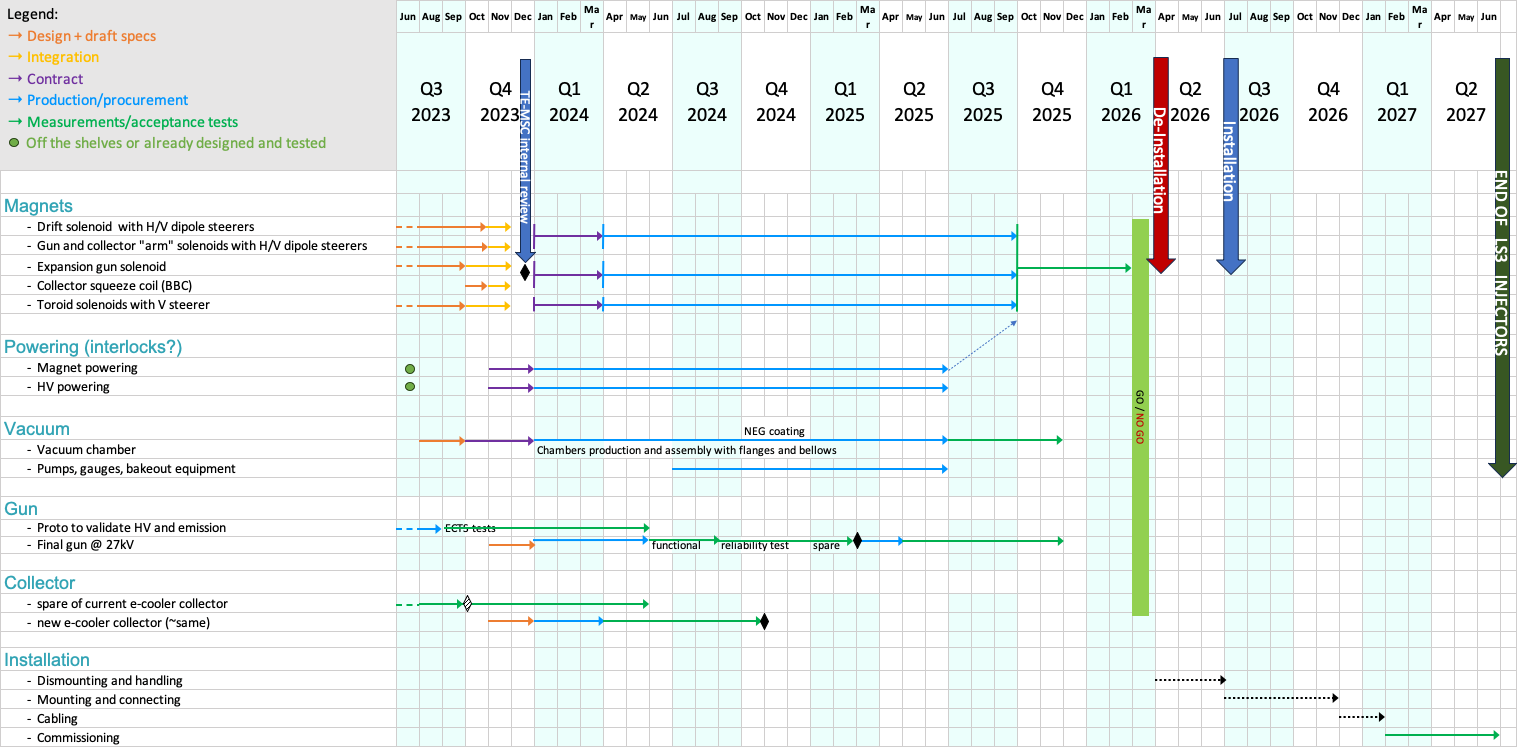 Legend:
→ Design + draft specs
→ Integration
→ Contract
→ Production/procurement
→ Measurements/acceptance tests
Off the shelves or already designed and tested
Jun Aug Sep Oct Nov Dec Jan Feb Mar Apr May Jun Jul Aug Sep Oct Nov Dec Jan Feb Mar Apr May Jun Jul Aug Sep Oct Nov Dec Jan Feb Mar Apr May Jun Jul Aug Sep Oct Nov Dec Jan Feb Mar Apr May Jun
Q3 Q4 Q1 Q2 Q3 Q4 Q1 Q2 Q3 Q4 Q1 Q2 Q3 Q4 Q1 Q2
2023 2023 2024 2024 2024 2024 2025 2025 2025 2025 2026 2026 2026 2026 2027 2027
TE-MSC internal review
De-Installation
Installation
END OF LS3 INJECTORS
Magnets
- Drift solenoid with H/V dipole steerers
- Gun and collector "arm" solenoids with H/V dipole steerers
- Expansion gun solenoid
- Collector squeeze coil (BBC)
- Toroid solenoids with V steerer
GO / NO GO
Powering (interlocks?)
- Magnet powering
- HV powering
Vacuum
NEG coating
- Vacuum chamber
Chambers production and assembly with flanges and bellows
- Pumps, gauges, bakeout equipment
Gun
- Proto to validate HV and emission
ECTS tests
- Final gun @ 27kV
functional reliability test spare
Collector
- spare of current e-cooler collector
- new e-cooler collector (~same)
Installation
- Dismounting and handling
- Mounting and connecting
- Cabling
- Commissioning